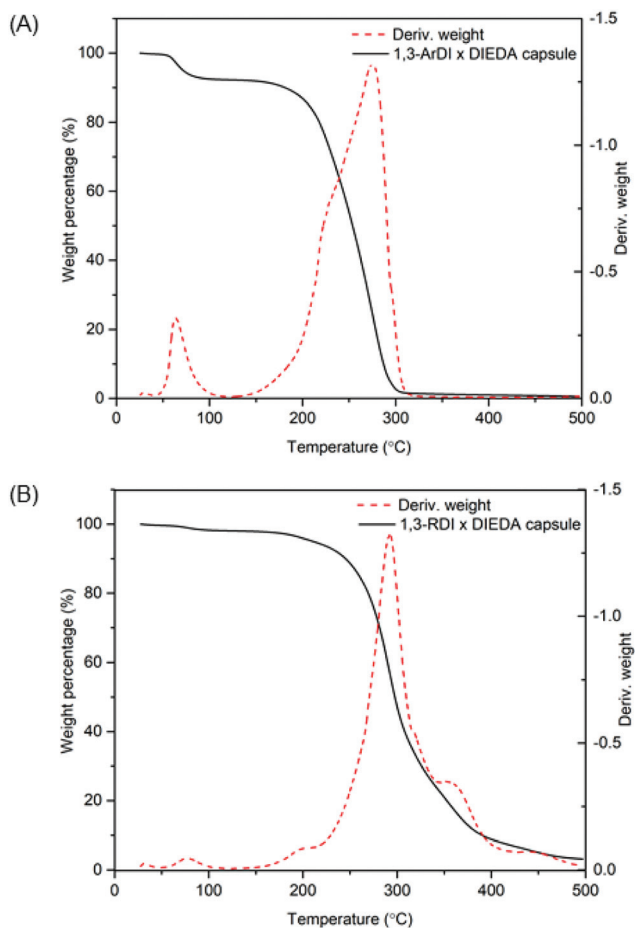 (A)
Deriv. weight
1,3-ArDI x DIEDA capsule
Weight percentage (%)
100
80
60
40
20
0
-1.5
-1.0
-0.5
0.0
Deriv. weight
0 100 200 300 400 500
Temperature (°C)
(B)
Deriv. weight
1,3-RDI x DIEDA capsule
Weight percentage (%)
100
80
60
40
20
0
-1.5
-1.0
-0.5
0.0
Deriv. weight
0 100 200 300 400 500
Temperature (°C)